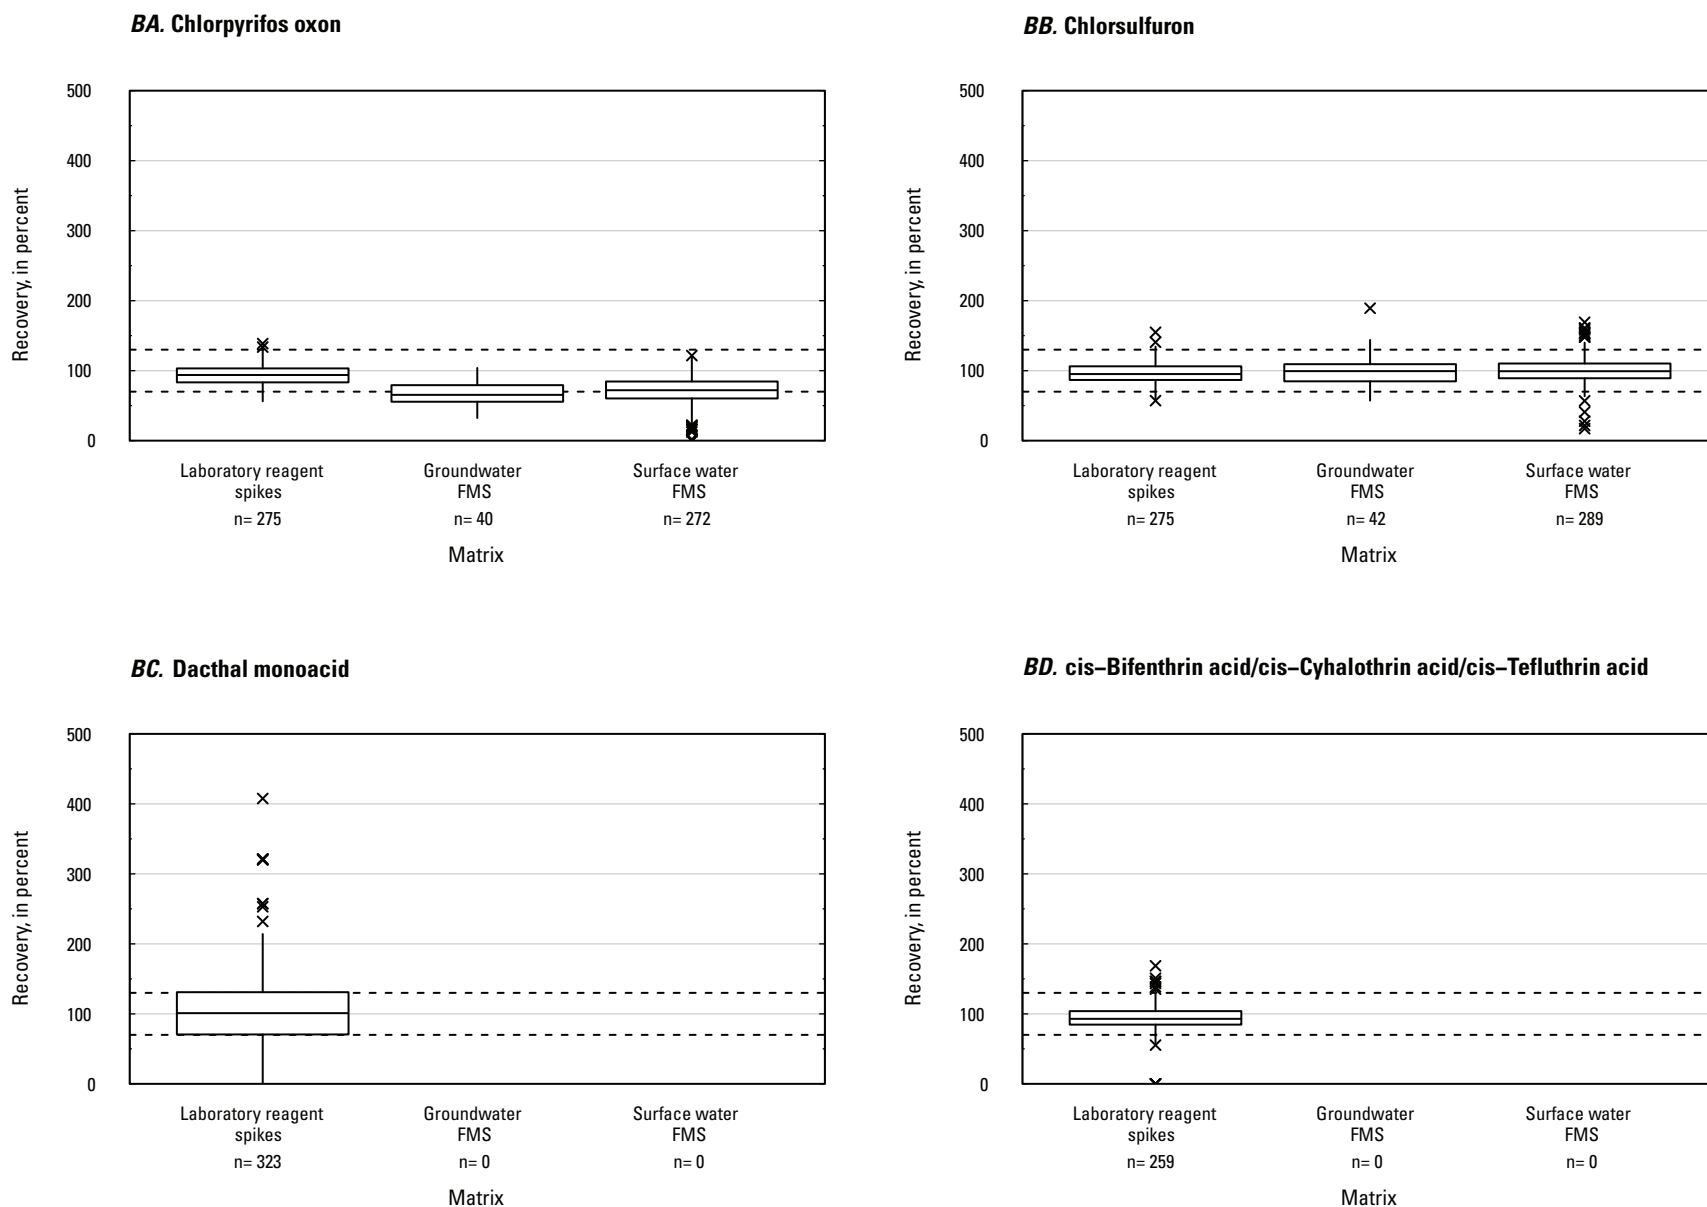 BA. Chlorpyrifos oxon
500
400
300
200
100
0
Recovery, in percent
Laboratory reagent spikes
n= 275
Groundwater FMS
n= 40
Surface water FMS
n= 272
Matrix
BB. Chlorsulfuron
500
400
300
200
100
0
Recovery, in percent
Laboratory reagent spikes
n= 275
Groundwater FMS
n= 42
Surface water FMS
n= 289
Matrix
BC. Dacthal monoacid
500
400
300
200
100
0
Recovery, in percent
Laboratory reagent spikes
n= 323
Groundwater FMS
n= 0
Surface water FMS
n= 0
Matrix
BD. cis–Bifenthrin acid/cis–Cyhalothrin acid/cis–Tefluthrin acid
500
400
300
200
100
0
Recovery, in percent
Laboratory reagent spikes
n= 259
Groundwater FMS
n= 0
Surface water FMS
n= 0
Matrix